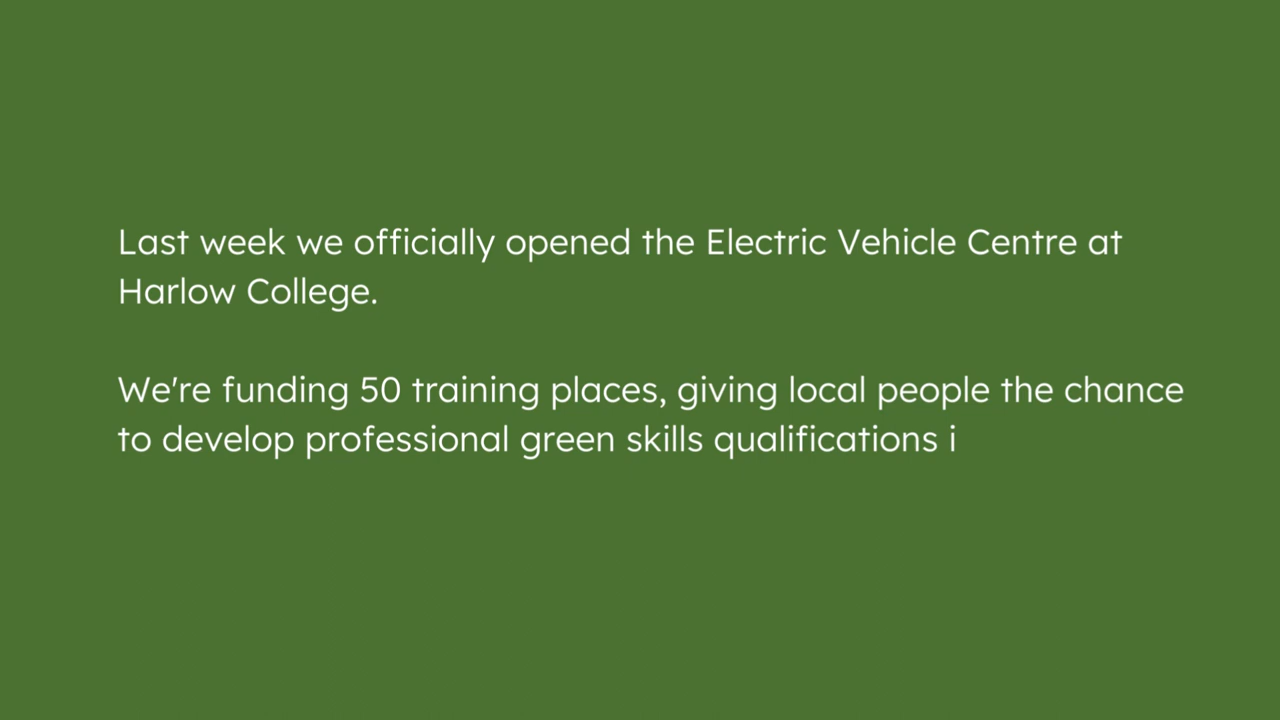 Last week we officially opened the Electric Vehicle Centre at
Harlow College.
We're funding 50 training places, giving local people the chance
to develop professional green skills qualifications i